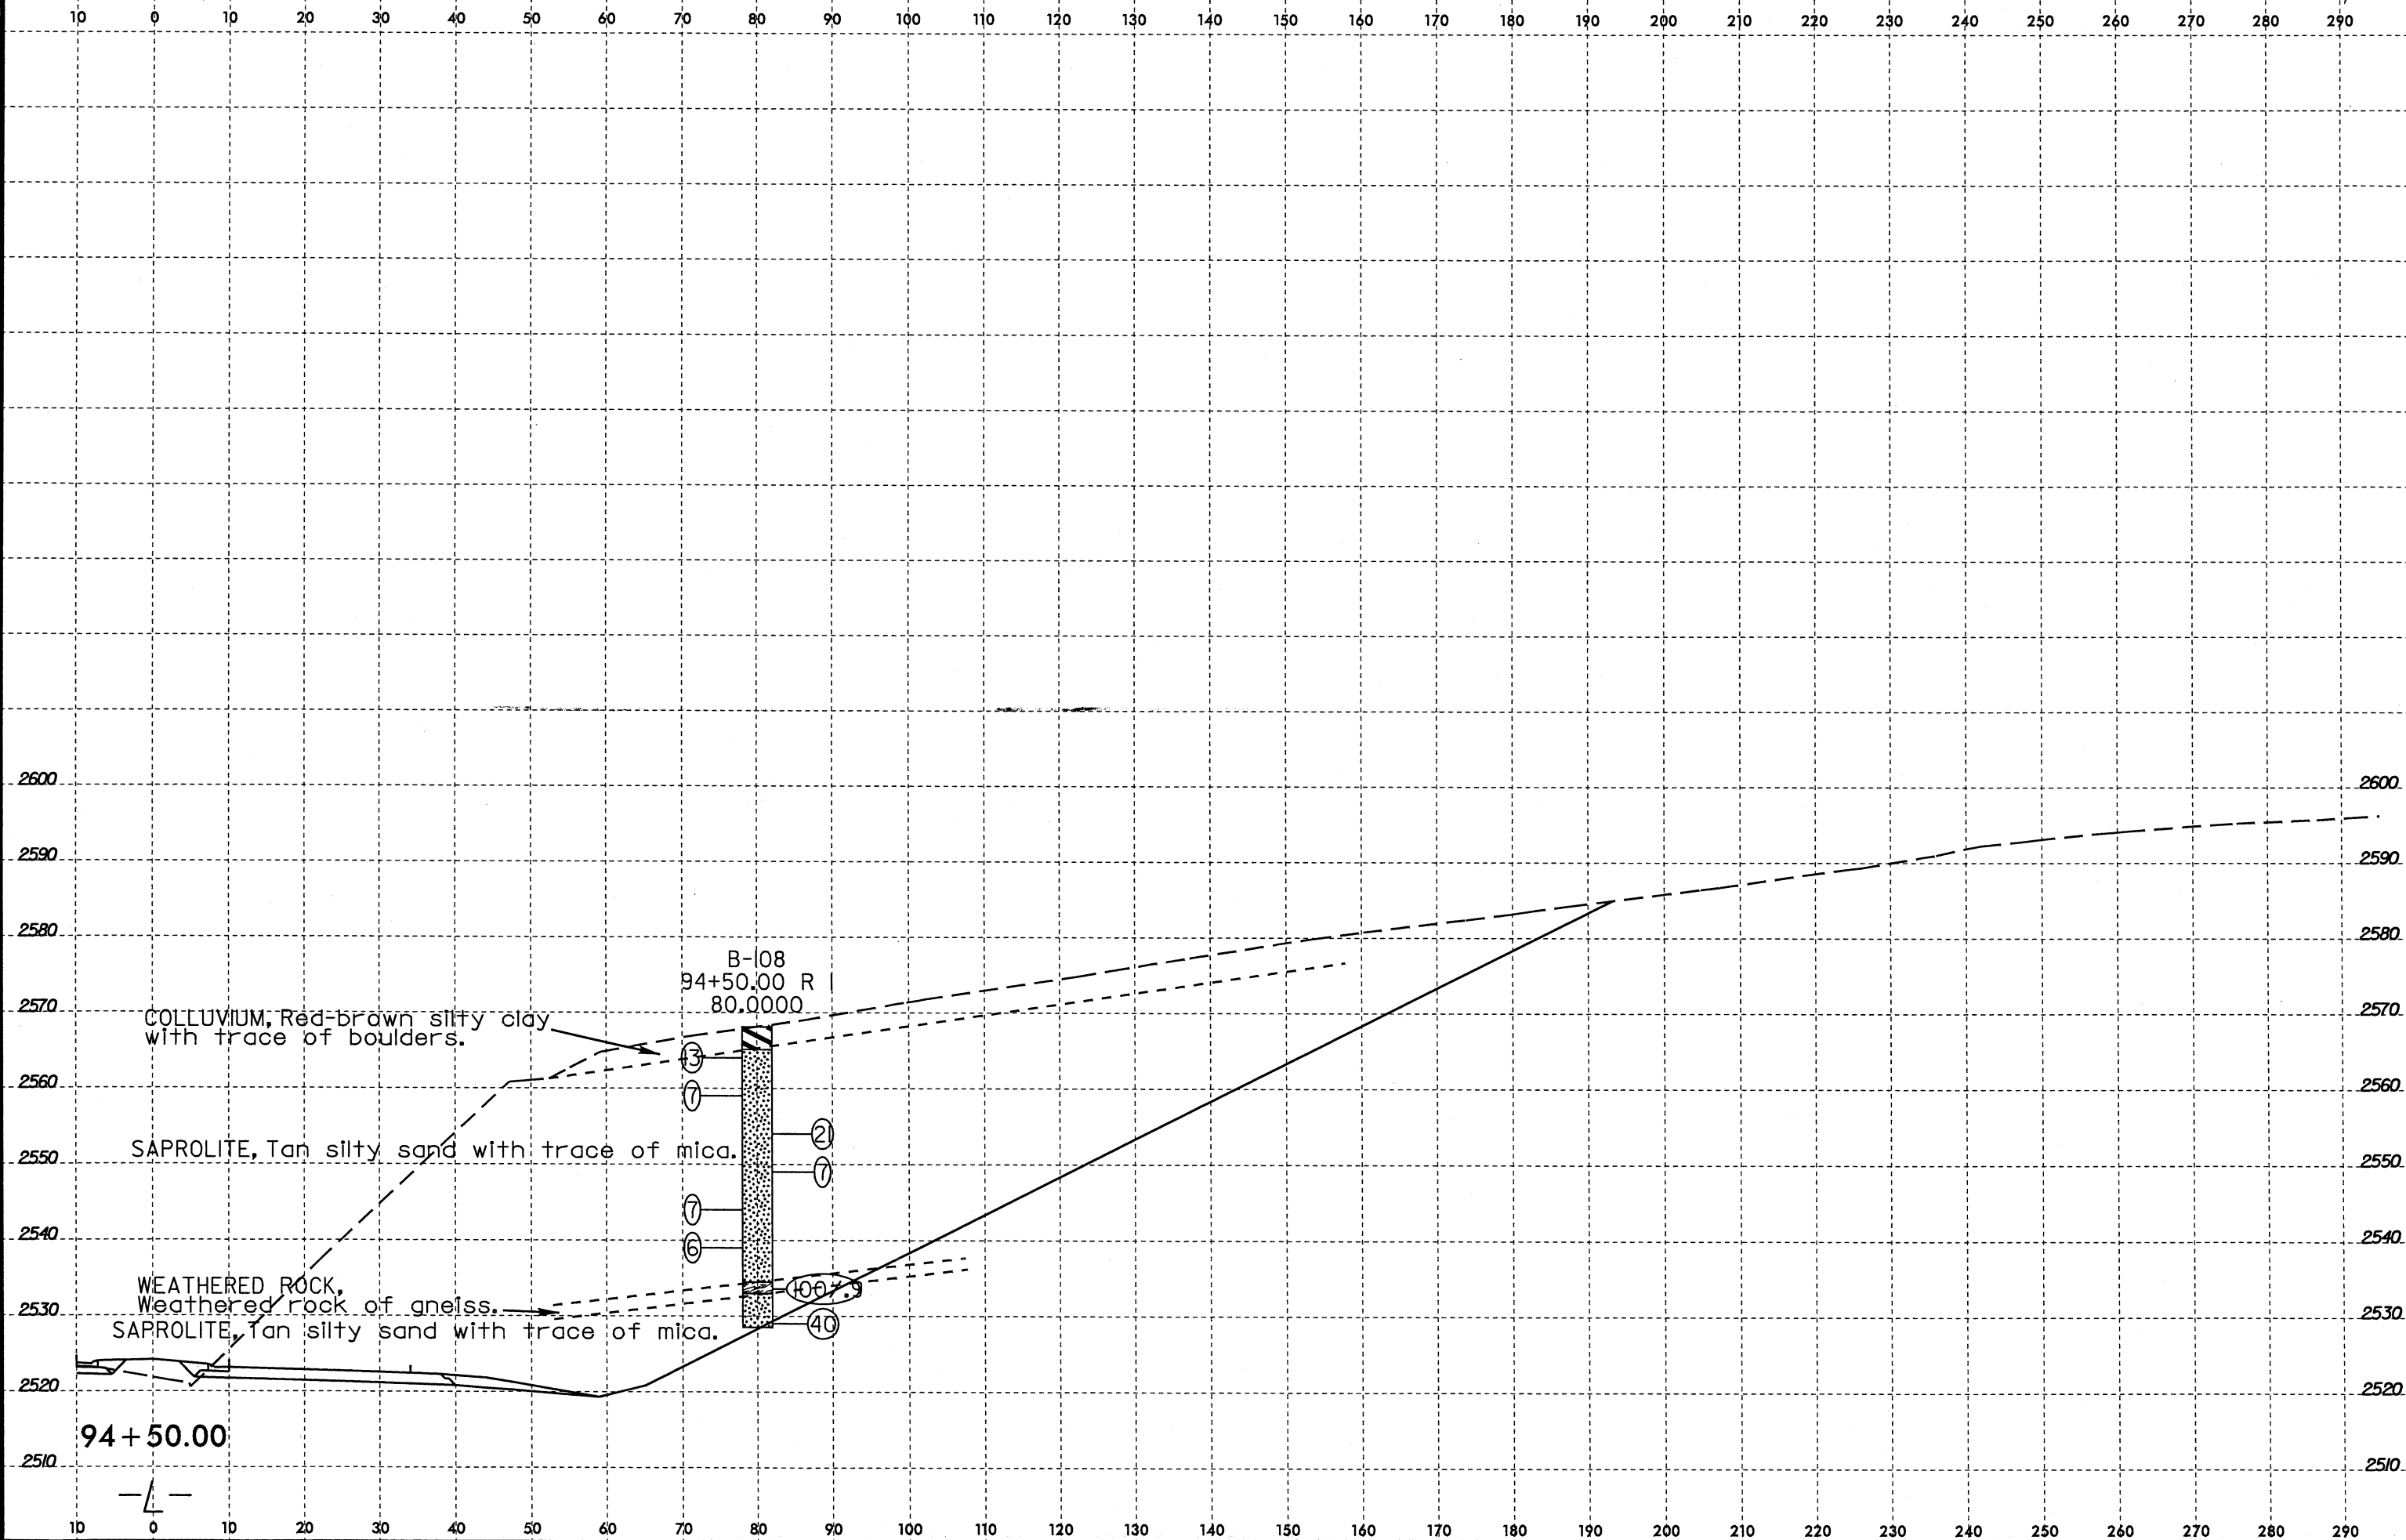 10 0 10 20 30 40 50 60 70 80 90 100 110 120 130 140 150 160 170 180 190 200 210 220 230 240 250 260 270 280 290
2600 2600
2590 2590
2580 2580
B-108
94+50.00 R
80.0000
2570 2570
COLLUVIUM, Red-brown silty clay
with trace of boulders.
13
2560 2560
7
21
SAPROLITE, Tan silty sand with trace of mica.
2550 2550
7
7
2540 2540
6
WEATHERED ROCK,
Weathered rock of gneiss.
100/.9
2530 2530
SAPROLITE, Tan silty sand with trace of mica.
40
2520 2520
94+50.00
2510 2510
-L-
10 0 10 20 30 40 50 60 70 80 90 100 110 120 130 140 150 160 170 180 190 200 210 220 230 240 250 260 270 280 290